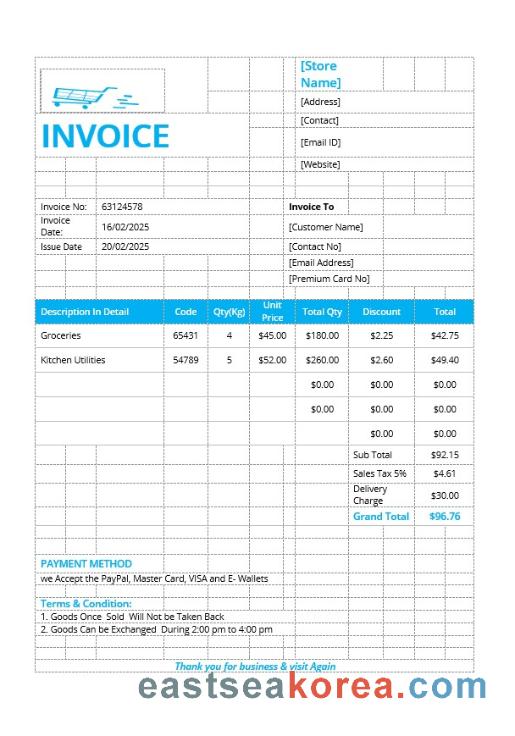 [Store
Name]
[Address]
[Contact]
INVOICE
[Email ID]
[Website]
Invoice No: 63124578 Invoice To
Invoice
Date: 16/02/2025 [Customer Name]
Issue Date 20/02/2025 [Contact No]
[Email Address]
[Premium Card No]
Description In Detail Code Qty(Kg) Unit Price Total Qty Discount Total
Groceries 65431 4 $45.00 $180.00 $2.25 $42.75
Kitchen Utilities 54789 5 $52.00 $260.00 $2.60 $49.40
$0.00 $0.00 $0.00
$0.00 $0.00 $0.00
$0.00 $0.00
Sub Total $92.15
Sales Tax 5% $4.61
Delivery
Charge $30.00
Grand Total $96.76
PAYMENT METHOD
we Accept the PayPal, Master Card, VISA and E- Wallets
Terms & Condition:
1. Goods Once Sold Will Not be Taken Back
2. Goods Can be Exchanged During 2:00 pm to 4:00 pm
Thank you for business & visit Again
eastseakorea.com